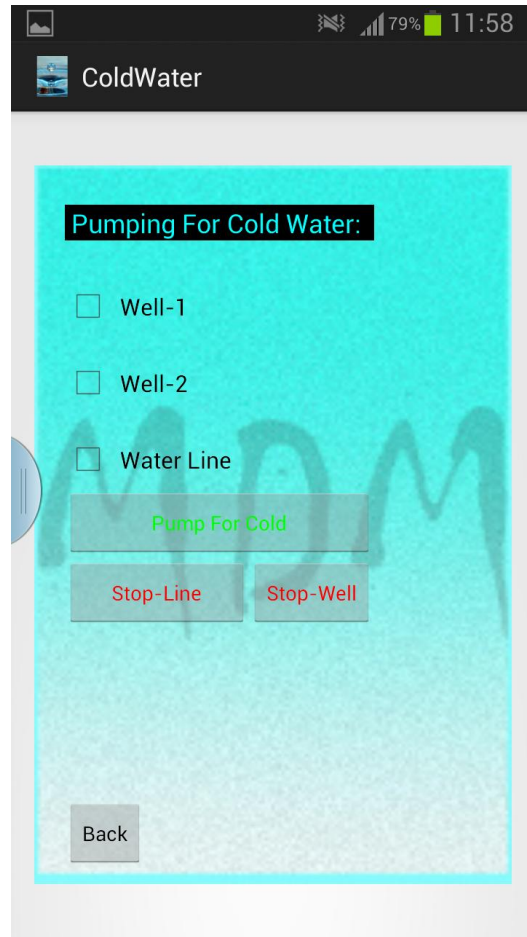 79% 11:58
ColdWater
Pumping For Cold Water:
Well-1
Well-2
Water Line
MDM
Pump For Cold
Stop-Line Stop-Well
Back